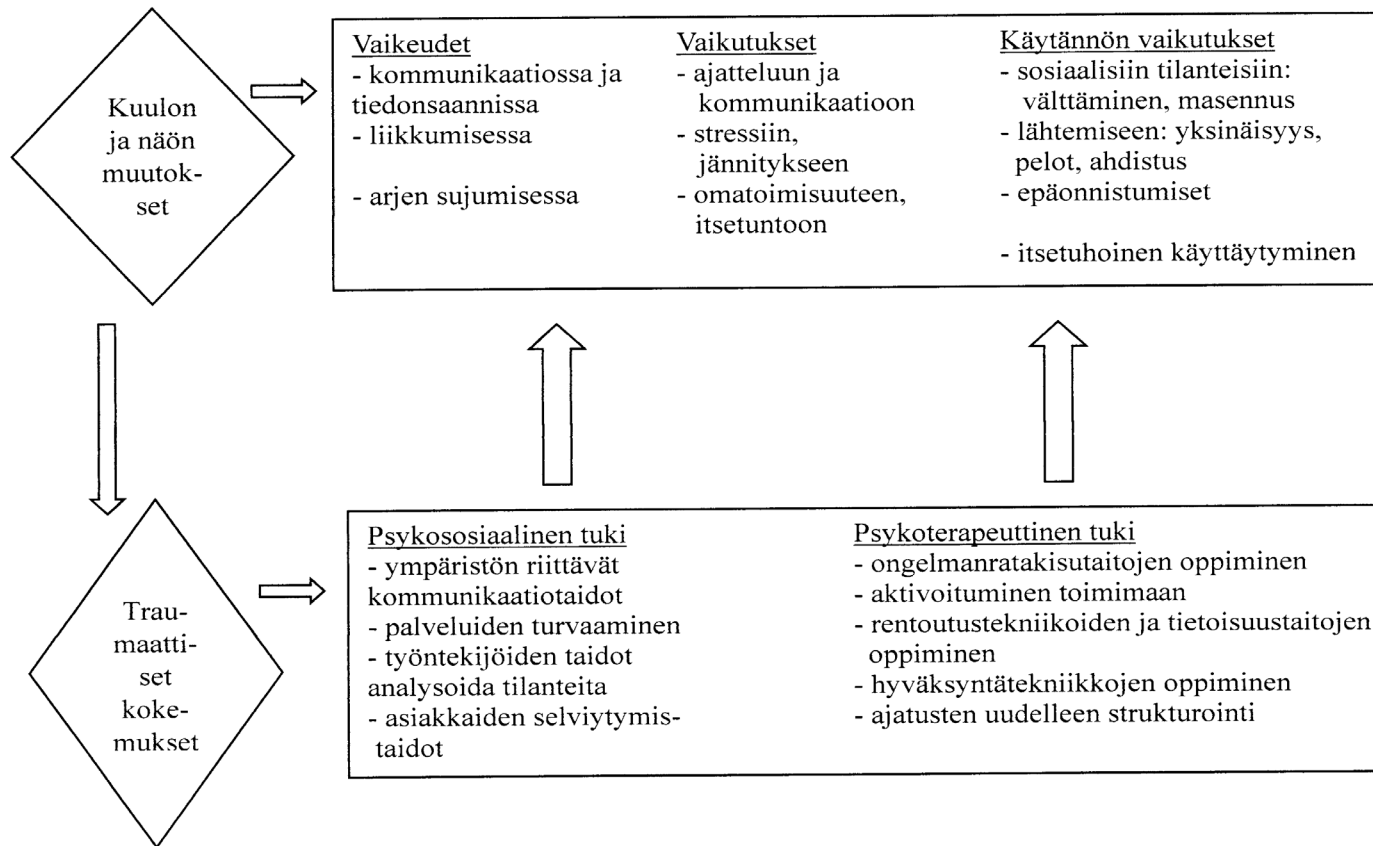 Kuulon
ja näön
muutok-
set
Vaikeudet
- kommunikaatiossa ja
tiedonsaannissa
- liikkumisessa
- arjen sujumisessa
Vaikutukset
- ajatteluun ja
kommunikaatioon
- stressiin,
jännitykseen
- omatoimisuuteen,
itsetuntoon
Käytännön vaikutukset
- sosiaalisiin tilanteisiin:
välttäminen, masennus
- lähtemiseen: yksinäisyys,
pelot, ahdistus
- epäonnistumiset
- itsetuhoinen käyttäytyminen
Trau-
maatti-
set
koke-
mukset
Psykososiaalinen tuki
- ympäristön riittävät
kommunikaatiotaidot
- palveluiden turvaaminen
- työntekijöiden taidot
analysoida tilanteita
- asiakkaiden selviytymis-
taidot
Psykoterapeuttinen tuki
- ongelmanratakisutaitojen oppiminen
- aktivoituminen toimimaan
- rentoutustekniikoiden ja tietoisuustaitojen
oppiminen
- hyväksyntätekniikkojen oppiminen
- ajatusten uudelleen strukturointi